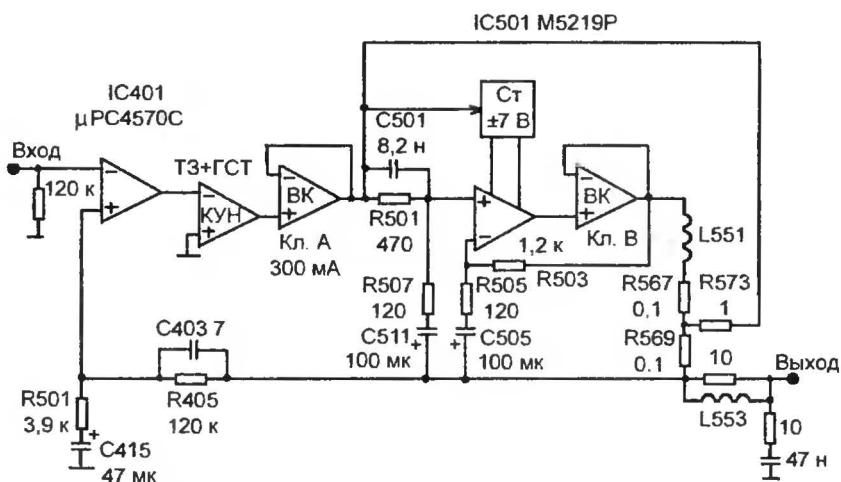 IC501 M5219P
IC401
μPC4570C
Ст
±7 В
C501
8,2 н
Вход
120 к
ТЗ+ГСТ
КУН
ВК
Кл. А
300 мА
R501
470
1,2 к
R503
ВК
Кл. В
L551
R507
120
R505
120
R567
0,1
R573
1
C403 7
C511
100 мк
C505
100 мк
R569
0.1
10
Выход
R501
3,9 к
R405
120 к
L553
10
C415
47 мк
47 н